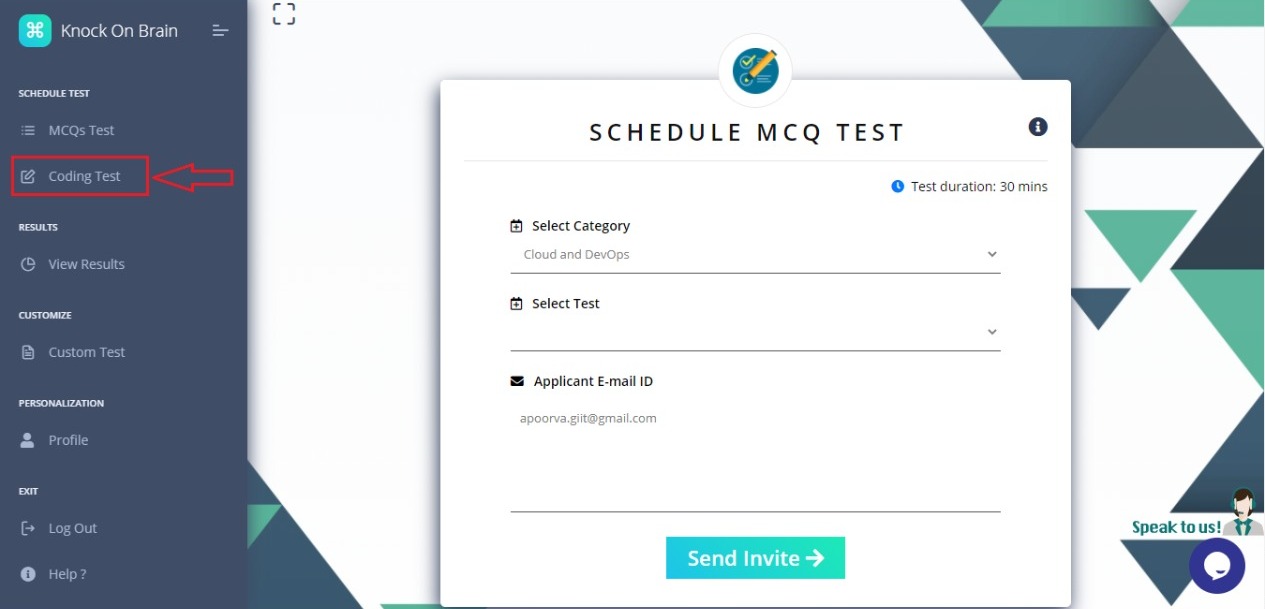 Knock On Brain
SCHEDULE TEST
MCQs Test
Coding Test
RESULTS
View Results
CUSTOMIZE
Custom Test
PERSONALIZATION
Profile
EXIT
Log Out
Help ?
SCHEDULE MCQ TEST
Test duration: 30 mins
Select Category
Cloud and DevOps
Select Test
Applicant E-mail ID
apoorva.giit@gmail.com
Send Invite
Speak to us!